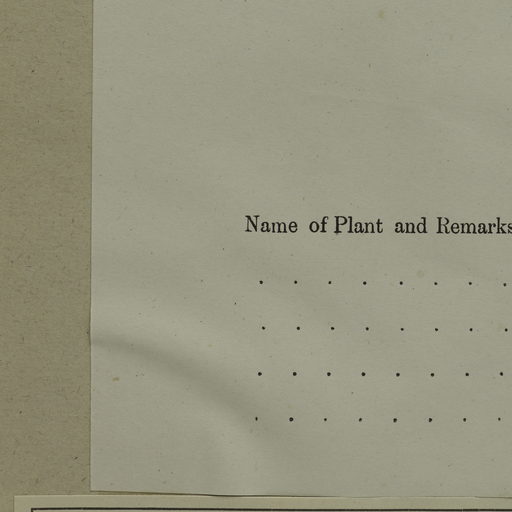 Name of Plant and Remarks
. . . . . . . .
. . . . . . . .
. . . . . . . .
. . . . . . . .